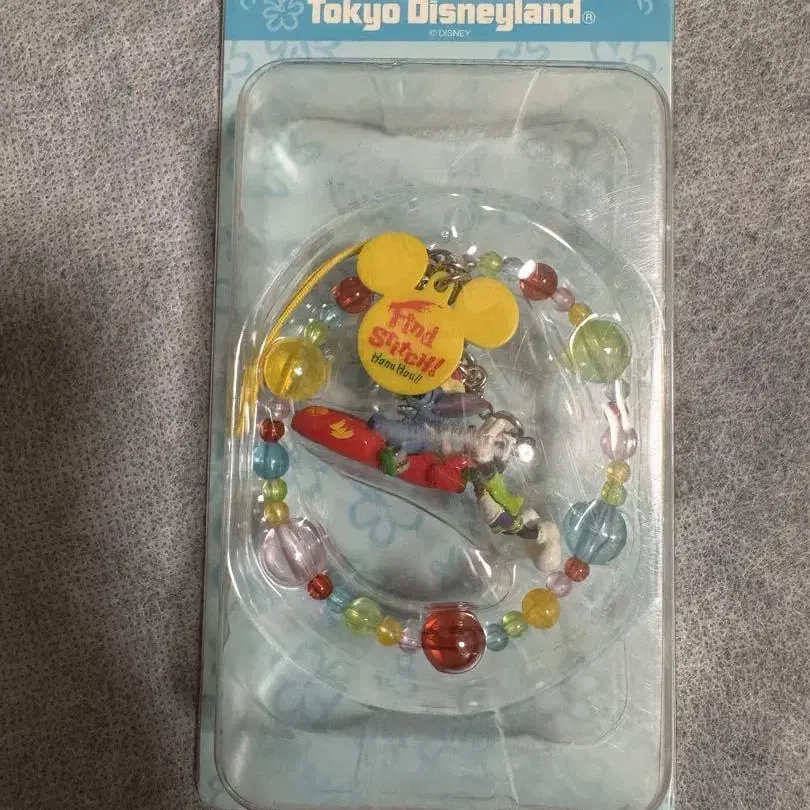 Tokyo Disneyland®
© DISNEY
Find
Stitch!
Hana Hou!!